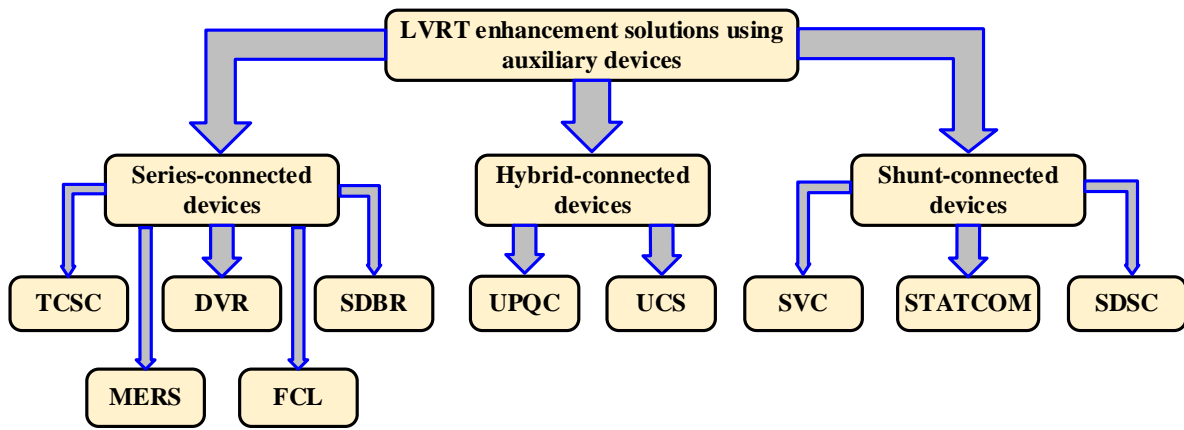 LVRT enhancement solutions using
auxiliary devices
Series-connected
devices
Hybrid-connected
devices
Shunt-connected
devices
TCSC
DVR
SDBR
UPQC
UCS
SVC
STATCOM
SDSC
MERS
FCL